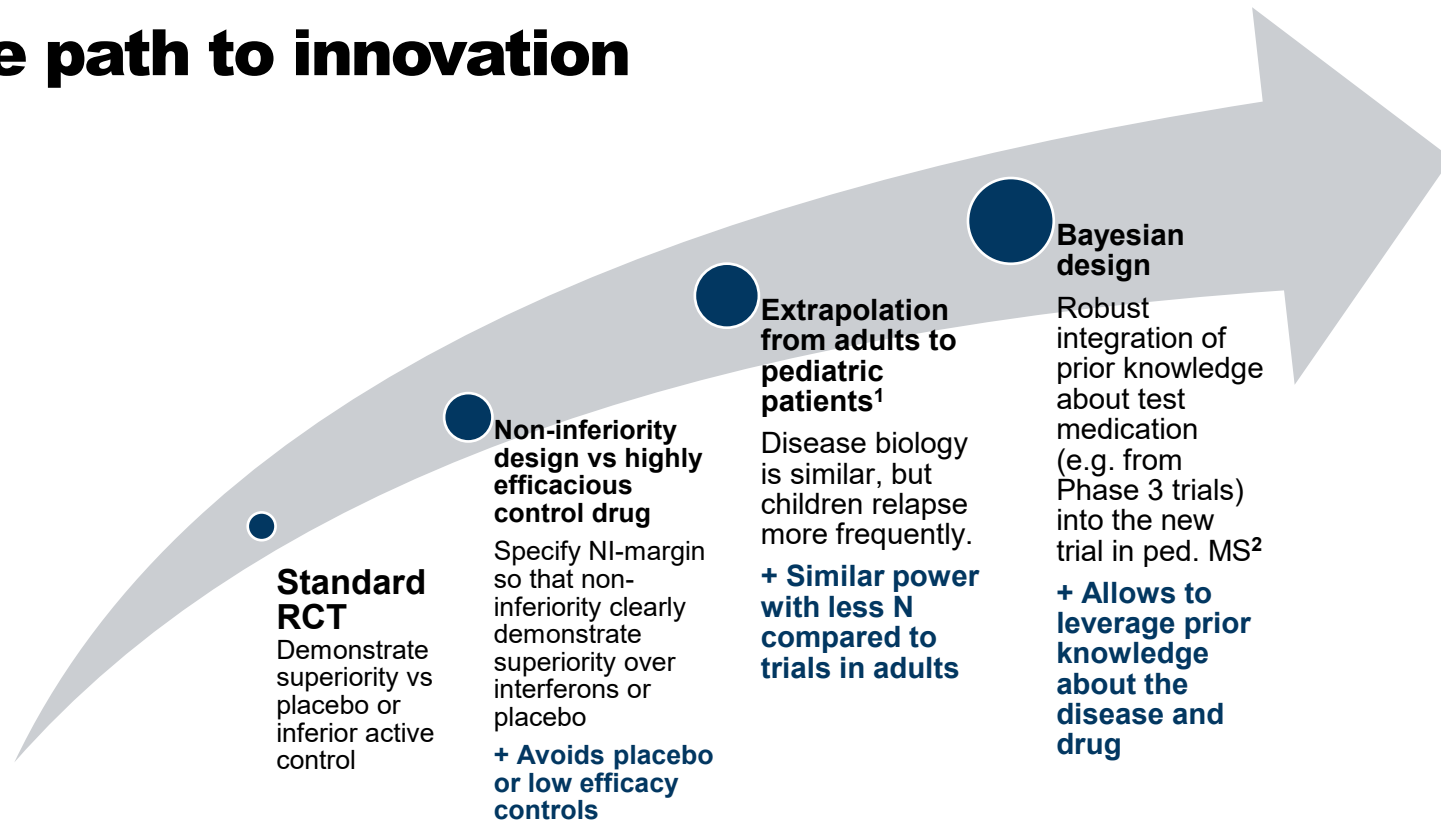 e path to innovation
Standard
RCT
Demonstrate
superiority vs
placebo or
inferior active
control
Non-inferiority
design vs highly
efficacious
control drug
Specify NI-margin
so that non-
inferiority clearly
demonstrate
superiority over
interferons or
placebo
+ Avoids placebo
or low efficacy
controls
Extrapolation
from adults to
pediatric
patients¹
Disease biology
is similar, but
children relapse
more frequently.
+ Similar power
with less N
compared to
trials in adults
Bayesian
design
Robust
integration of
prior knowledge
about test
medication
(e.g. from
Phase 3 trials)
into the new
trial in ped. MS²
+ Allows to
leverage prior
knowledge
about the
disease and
drug